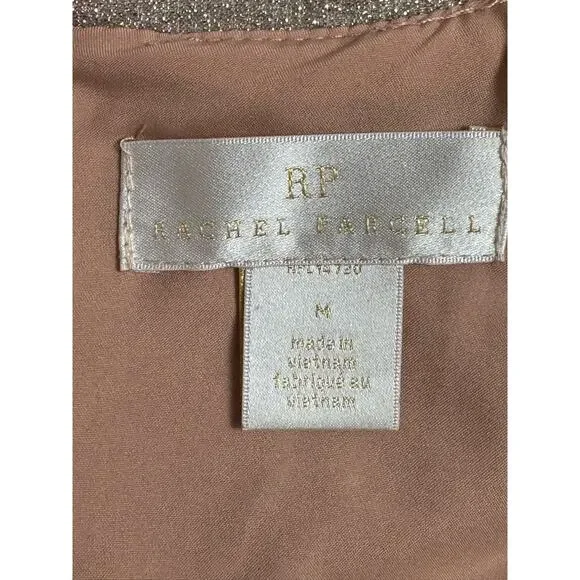 RP
RACHEL PARCELL
M
made in
vietnam
fabriqué au
vietnam